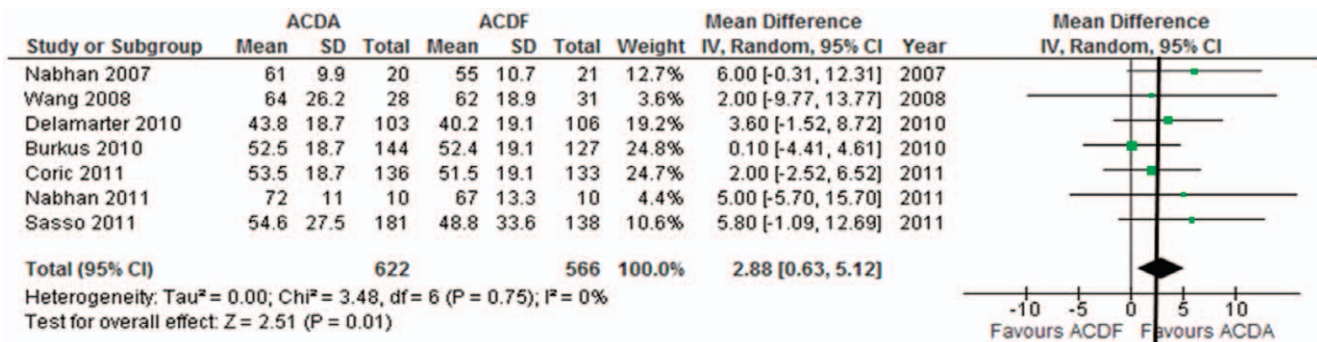 ACDA ACDF Mean Difference Mean Difference
Study or Subgroup Mean SD Total Mean SD Total Weight IV, Random, 95% CI Year IV, Random, 95% CI
Nabhan 2007 61 9.9 20 55 10.7 21 12.7% 6.00 [-0.31, 12.31] 2007
Wang 2008 64 26.2 28 62 18.9 31 3.6% 2.00 [-9.77, 13.77] 2008
Delamarter 2010 43.8 18.7 103 40.2 19.1 106 19.2% 3.60 [-1.52, 8.72] 2010
Burkus 2010 52.5 18.7 144 52.4 19.1 127 24.8% 0.10 [-4.41, 4.61] 2010
Coric 2011 53.5 18.7 136 51.5 19.1 133 24.7% 2.00 [-2.52, 6.52] 2011
Nabhan 2011 72 11 10 67 13.3 10 4.4% 5.00 [-5.70, 15.70] 2011
Sasso 2011 54.6 27.5 181 48.8 33.6 138 10.6% 5.80 [-1.09, 12.69] 2011
Total (95% CI) 622 566 100.0% 2.88 [0.63, 5.12]
Heterogeneity: Tau² = 0.00; Chi² = 3.48, df = 6 (P = 0.75); I² = 0%
Test for overall effect: Z = 2.51 (P = 0.01)
-10 -5 0 5 10
Favours ACDF Favours ACDA